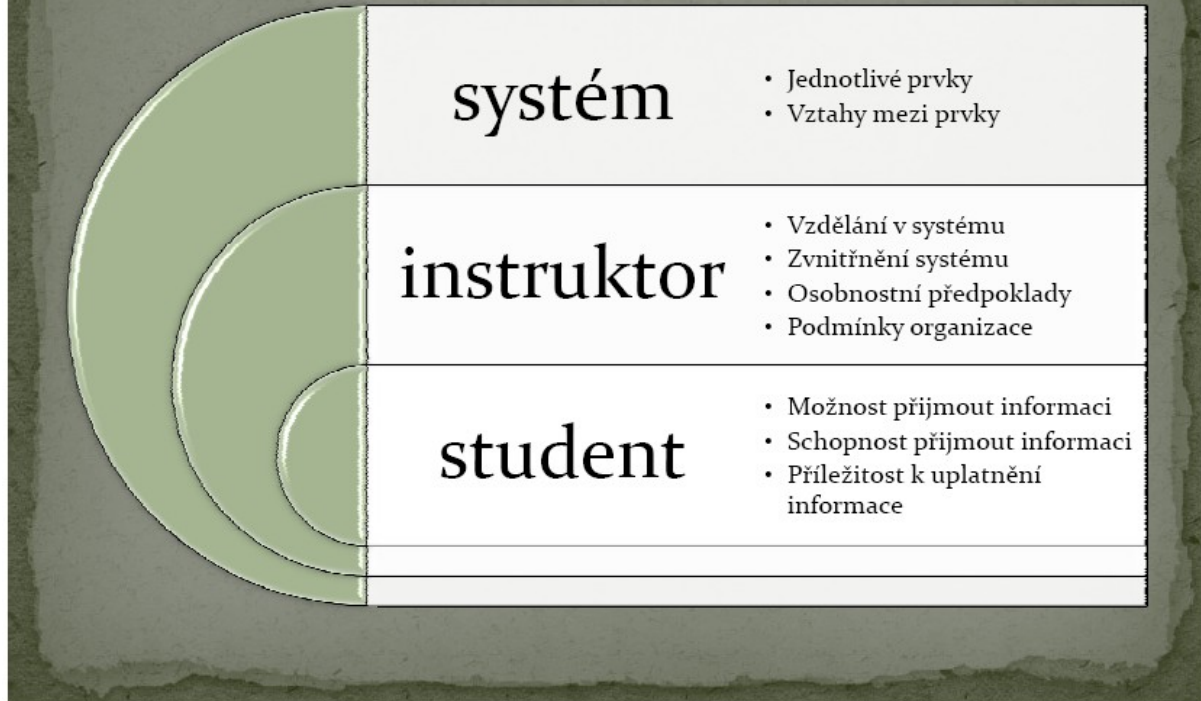 systém
• Jednotlivé prvky
• Vztahy mezi prvky
instruktor
• Vzdělání v systému
• Zvnitřnění systému
• Osobnostní předpoklady
• Podmínky organizace
student
• Možnost přijmout informaci
• Schopnost přijmout informaci
• Příležitost k uplatnění
informace